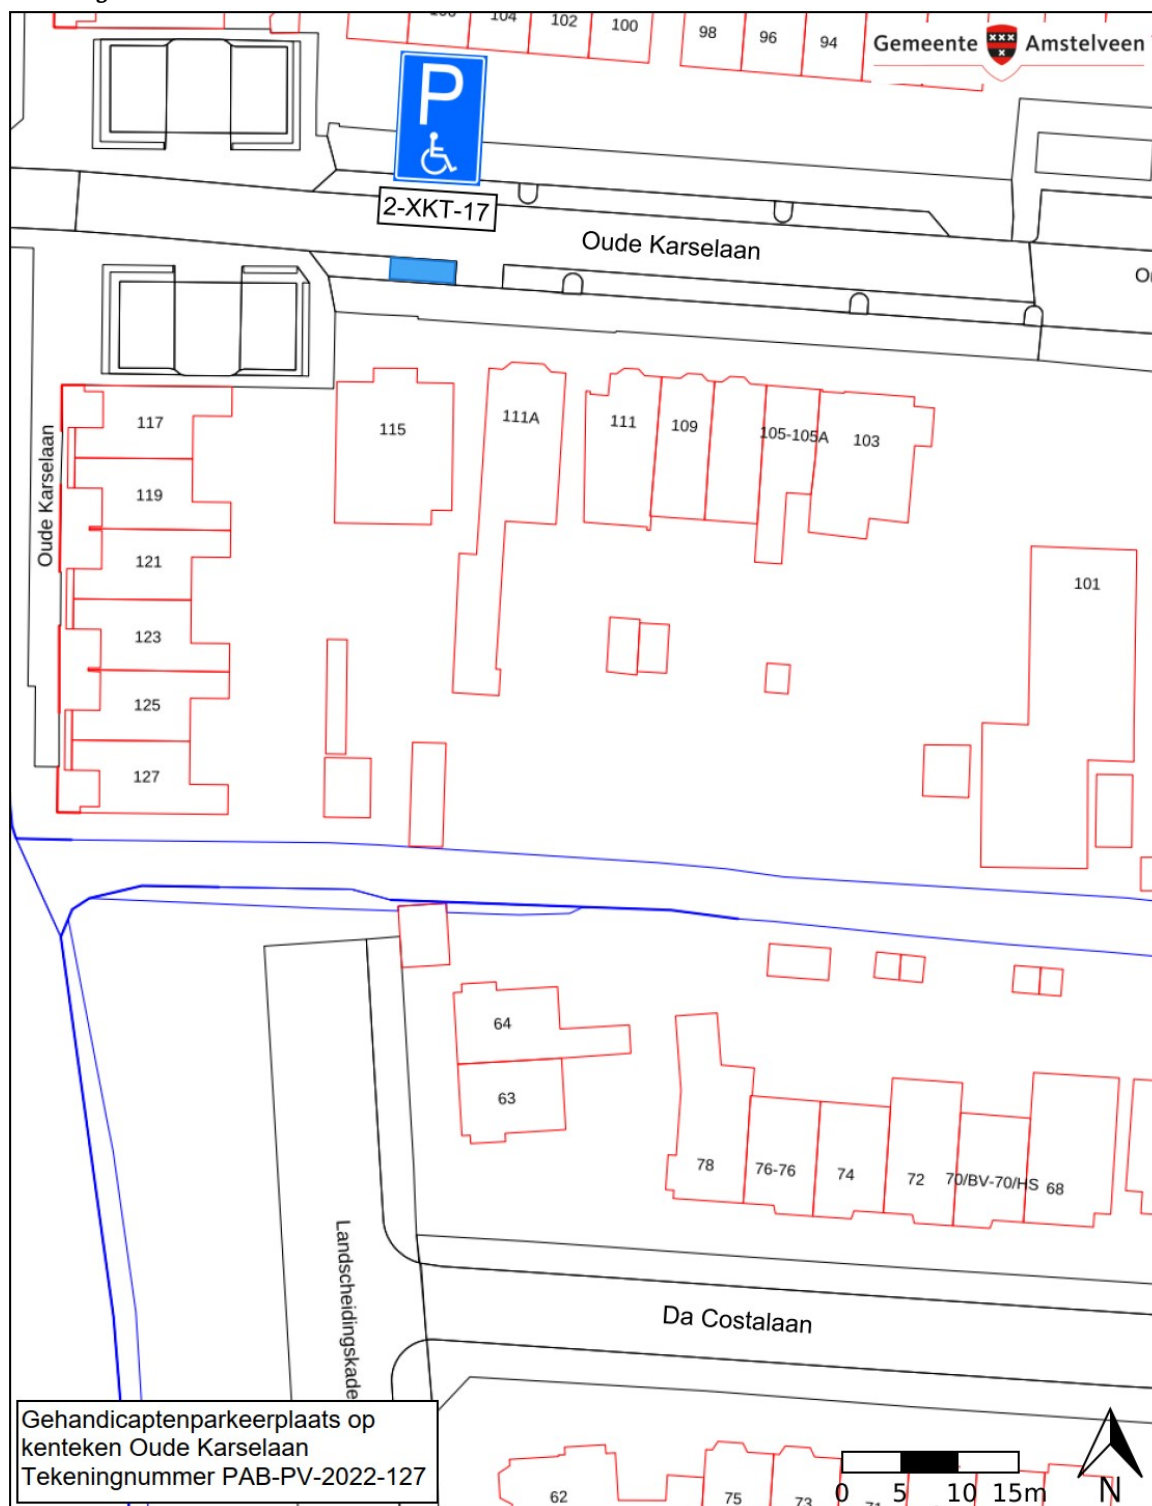 104
102
100
98
96
94
Gemeente Amstelveen
P
2-XKT-17
Oude Karselaan
117
115
111A
111
109
105-105A
103
Oude Karselaan
119
121
101
123
125
127
64
63
78
76-76
74
72
70/BV-70/HS
68
Landscheidingskade
Da Costalaan
Gehandicaptenparkeerplaats op
kenteken Oude Karselaan
Tekeningnummer PAB-PV-2022-127
62
75
73
0 5 10 15m
N